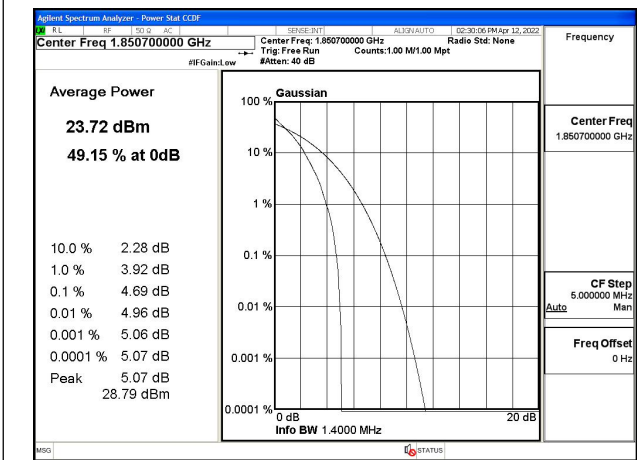 Agilent Spectrum Analyzer - Power Stat CCDF
RL RF 50 Ω AC SENSE:INT ALIGN AUTO 02:30:06 PM Apr 12, 2022
Center Freq 1.850700000 GHz
Center Freq: 1.850700000 GHz Radio Std: None
Trig: Free Run Counts:1.00 M/1.00 Mpt
#IFGain:Low #Atten: 40 dB
Frequency
Average Power
23.72 dBm
49.15 % at 0dB
10.0 % 2.28 dB
1.0 % 3.92 dB
0.1 % 4.69 dB
0.01 % 4.96 dB
0.001 % 5.06 dB
0.0001 % 5.07 dB
Peak 5.07 dB
28.79 dBm
Gaussian
100 %
10 %
1 %
0.1 %
0.01 %
0.001 %
0.0001 %
0 dB 20 dB
Info BW 1.4000 MHz
Center Freq
1.850700000 GHz
CF Step
5.000000 MHz
Auto Man
Freq Offset
0 Hz
MSG STATUS